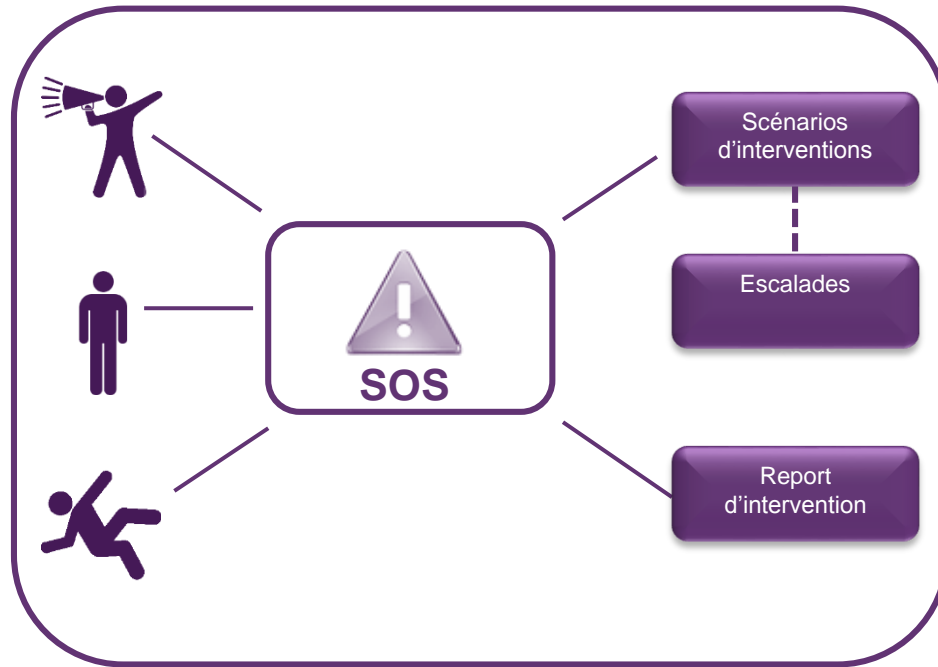 Scénarios
d’interventions
Escalades
SOS
Report
d’intervention